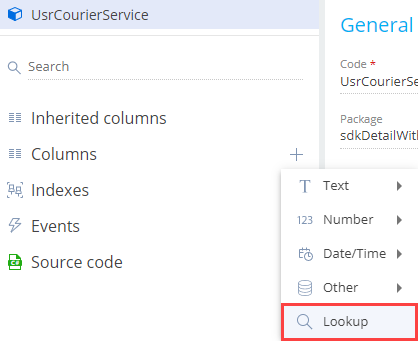 UsrCourierService
General
Search
Code *
UsrCourierSe
Inherited columns
Package
Columns
sdkDetailWith
Indexes
Text
Events
123 Number
Source code
Date/Time
Other
Lookup